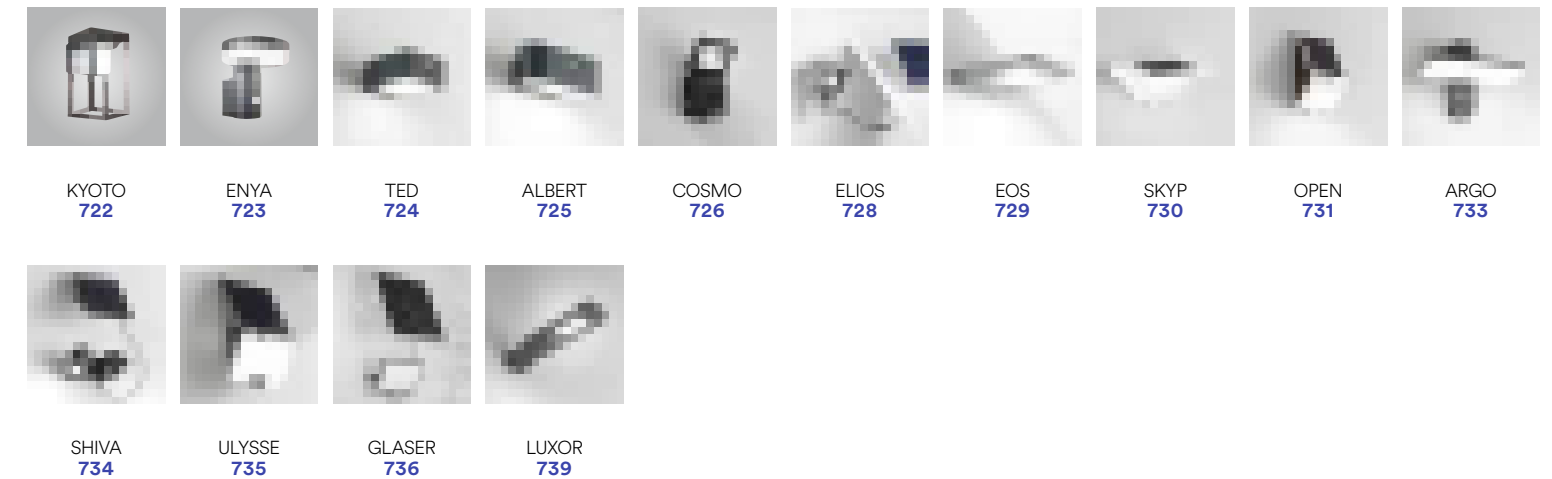 KYOTO
722
ENYA
723
TED
724
ALBERT
725
COSMO
726
ELIOS
728
EOS
729
SKYP
730
OPEN
731
ARGO
733
SHIVA
734
ULYSSE
735
GLASER
736
LUXOR
739